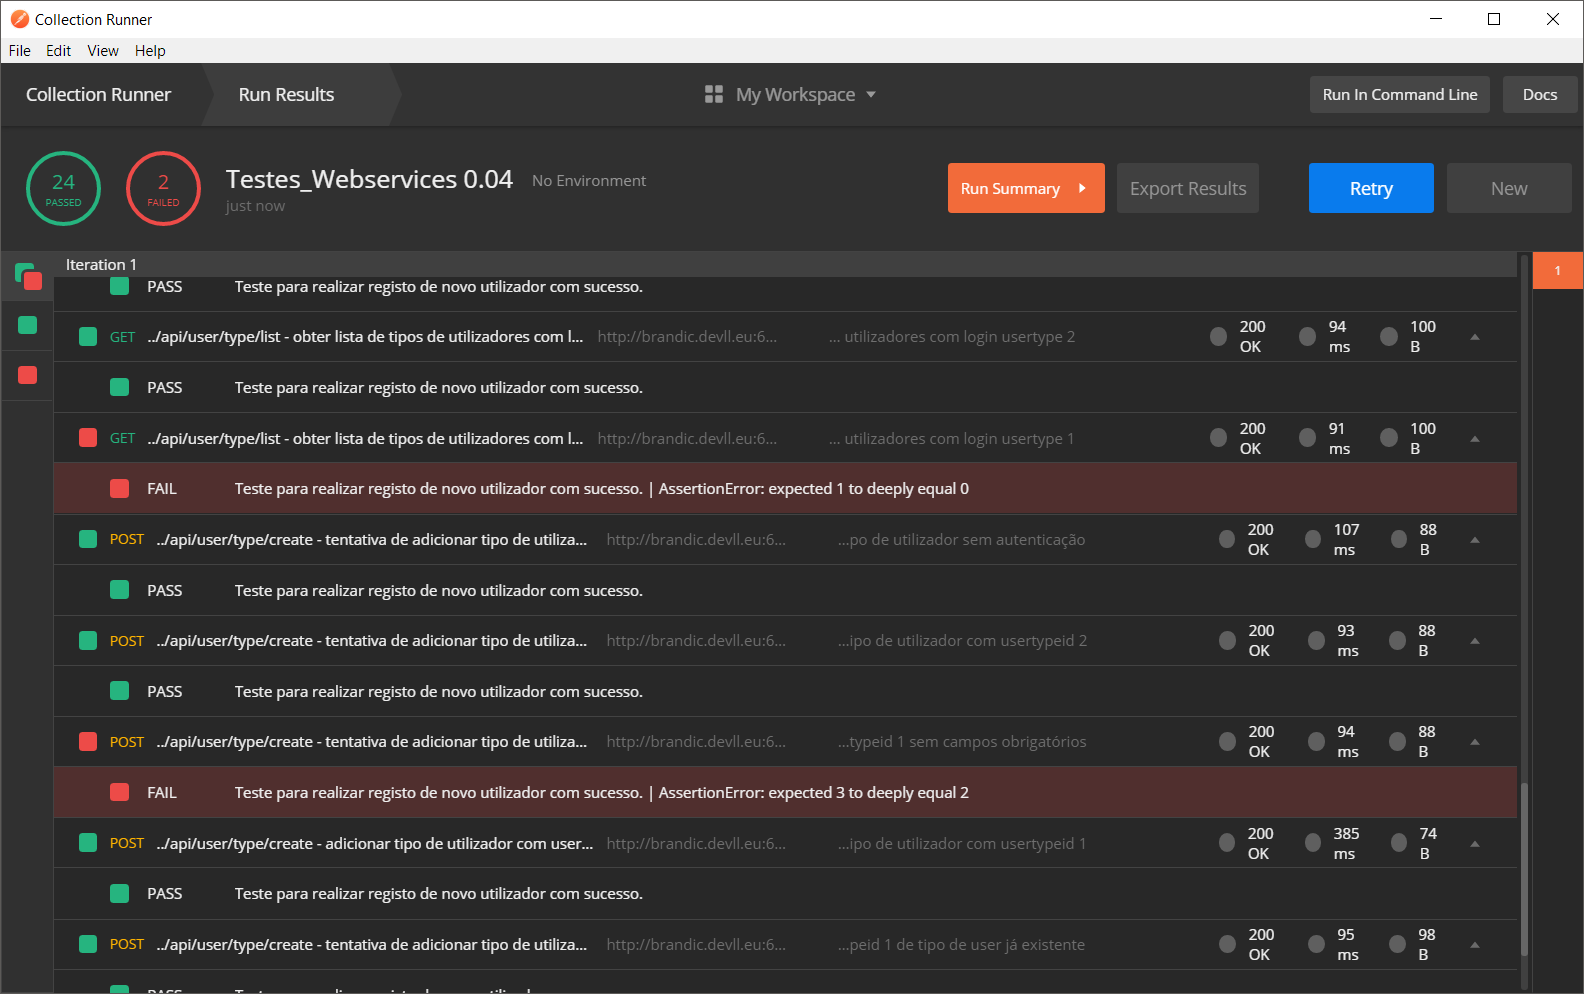 Collection Runner
File Edit View Help
Collection Runner Run Results My Workspace Run In Command Line Docs
24 PASSED 2 FAILED Testes_Webservices 0.04 No Environment just now Run Summary Export Results Retry New
Iteration 1 1
PASS Teste para realizar registo de novo utilizador com sucesso.
GET ../api/user/type/list - obter lista de tipos de utilizadores com l... http://brandic.devll.eu:6... ... utilizadores com login usertype 2 200 OK 94 ms 100 B
PASS Teste para realizar registo de novo utilizador com sucesso.
GET ../api/user/type/list - obter lista de tipos de utilizadores com l... http://brandic.devll.eu:6... ... utilizadores com login usertype 1 200 OK 91 ms 100 B
FAIL Teste para realizar registo de novo utilizador com sucesso. | AssertionError: expected 1 to deeply equal 0
POST ../api/user/type/create - tentativa de adicionar tipo de utiliza... http://brandic.devll.eu:6... ...po de utilizador sem autenticação 200 OK 107 ms 88 B
PASS Teste para realizar registo de novo utilizador com sucesso.
POST ../api/user/type/create - tentativa de adicionar tipo de utiliza... http://brandic.devll.eu:6... ...ipo de utilizador com usertypeid 2 200 OK 93 ms 88 B
PASS Teste para realizar registo de novo utilizador com sucesso.
POST ../api/user/type/create - tentativa de adicionar tipo de utiliza... http://brandic.devll.eu:6... ...typeid 1 sem campos obrigatórios 200 OK 94 ms 88 B
FAIL Teste para realizar registo de novo utilizador com sucesso. | AssertionError: expected 3 to deeply equal 2
POST ../api/user/type/create - adicionar tipo de utilizador com user... http://brandic.devll.eu:6... ...ipo de utilizador com usertypeid 1 200 OK 385 ms 74 B
PASS Teste para realizar registo de novo utilizador com sucesso.
POST ../api/user/type/create - tentativa de adicionar tipo de utiliza... http://brandic.devll.eu:6... ...peid 1 de tipo de user já existente 200 OK 95 ms 98 B